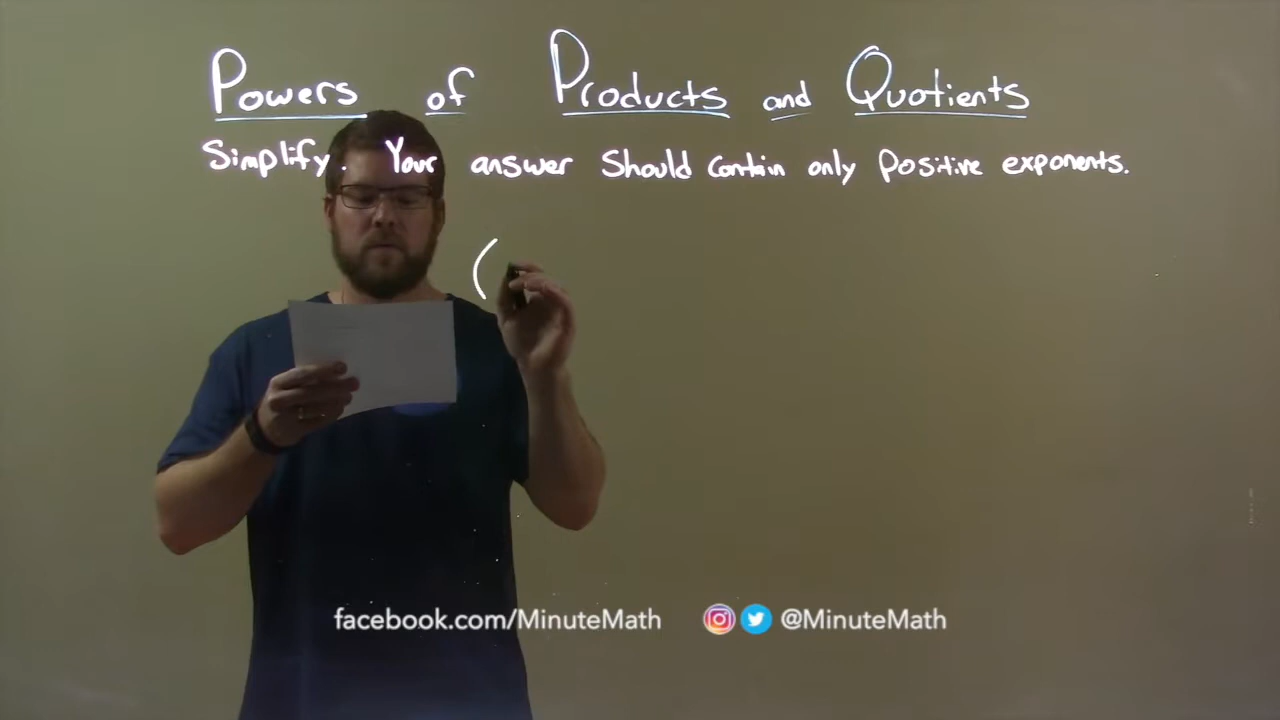 Powers of Products and Quotients
Simplify. Your answer Should Contain only Positive exponents.
(
facebook.com/MinuteMath @MinuteMath